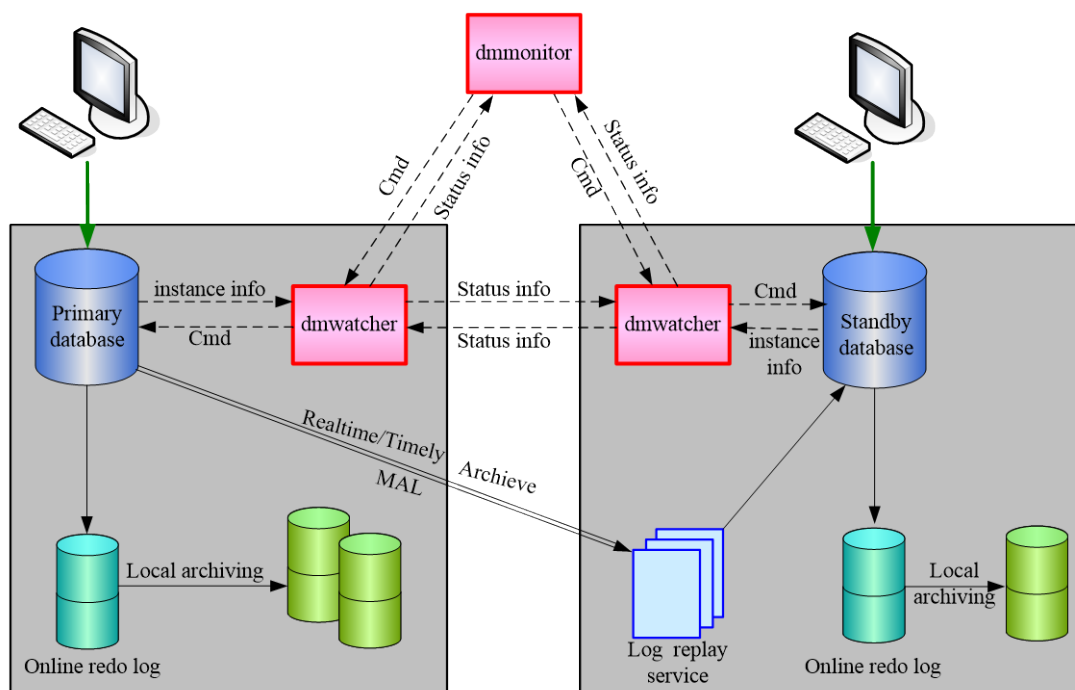 dmmonitor
Cmd
Status info
Status info
Cmd
Primary
database
instance info
Cmd
dmwatcher
Status info
Status info
dmwatcher
Cmd
instance
info
Standby
database
Realtime/Timely Archieve
MAL
Local archiving
Online redo log
Log replay
service
Local
archiving
Online redo log